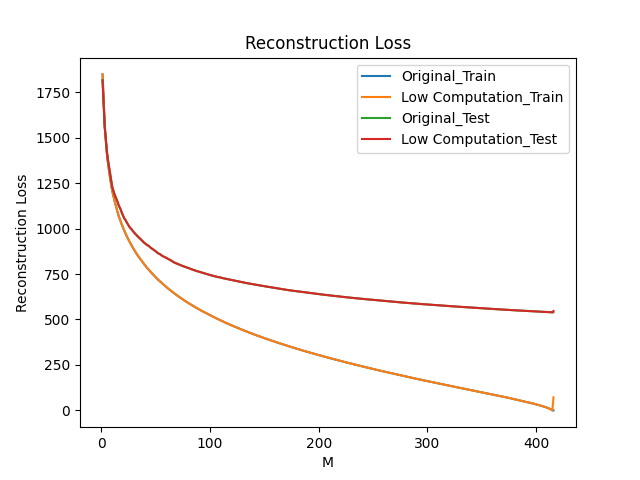 Reconstruction Loss
Original_Train
Low Computation_Train
Original_Test
Low Computation_Test
Reconstruction Loss
1750
1500
1250
1000
750
500
250
0
0 100 200 300 400
M